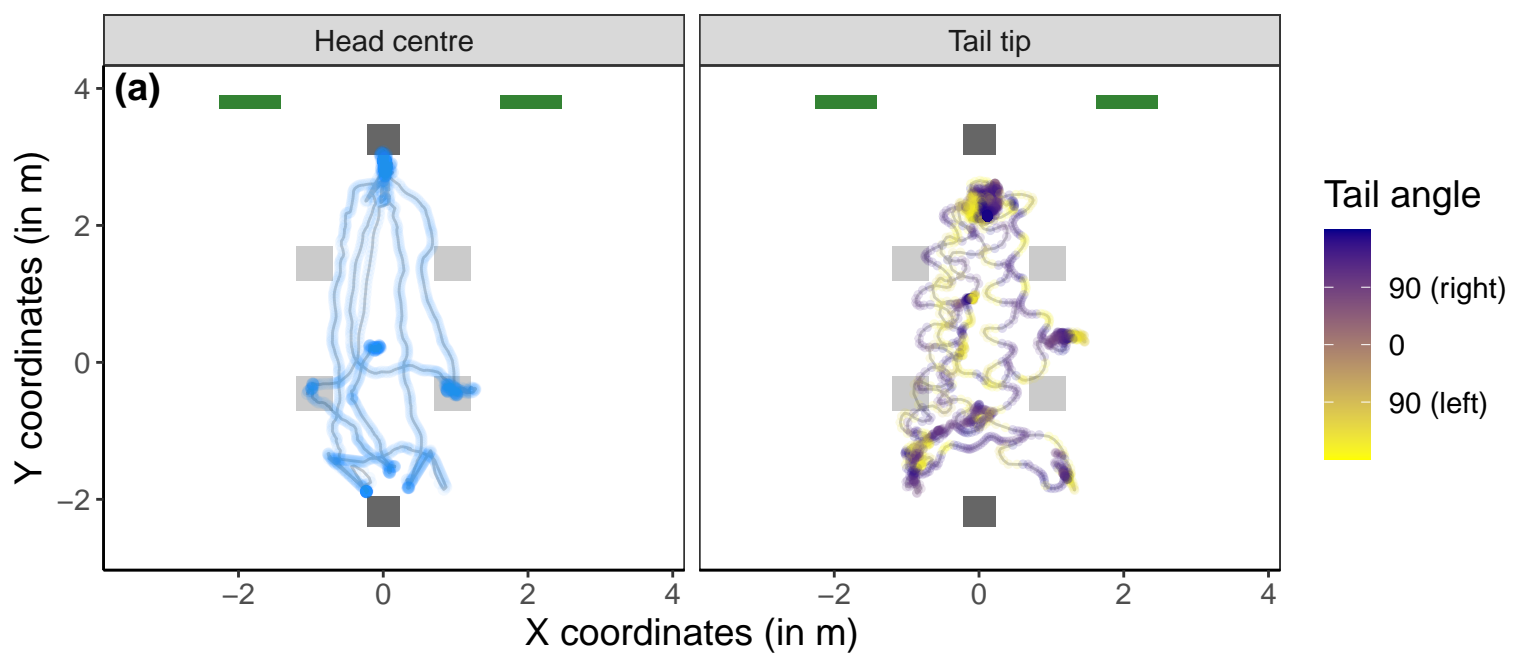 Head centre
Tail tip
(a)
4
2
0
−2
Y coordinates (in m)
−2 0 2 4
−2 0 2 4
X coordinates (in m)
Tail angle
90 (right)
0
90 (left)